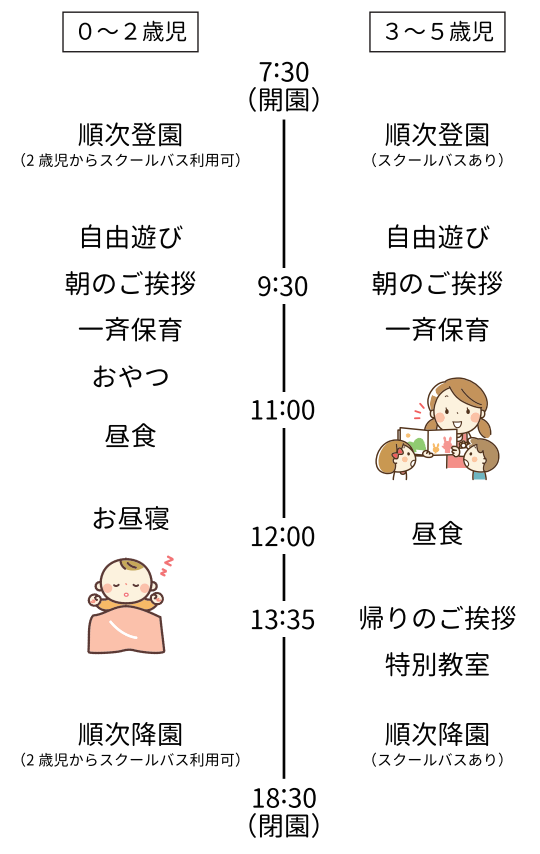 ０～２歳児
３～５歳児
7:30
（開園）
順次登園
（2 歳児からスクールバス利用可）
順次登園
（スクールバスあり）
自由遊び
自由遊び
朝のご挨拶
9:30
朝のご挨拶
一斉保育
一斉保育
おやつ
11:00
昼食
お昼寝
12:00
昼食
z
z
z
13:35
帰りのご挨拶
特別教室
順次降園
（2 歳児からスクールバス利用可）
順次降園
（スクールバスあり）
18:30
（閉園）